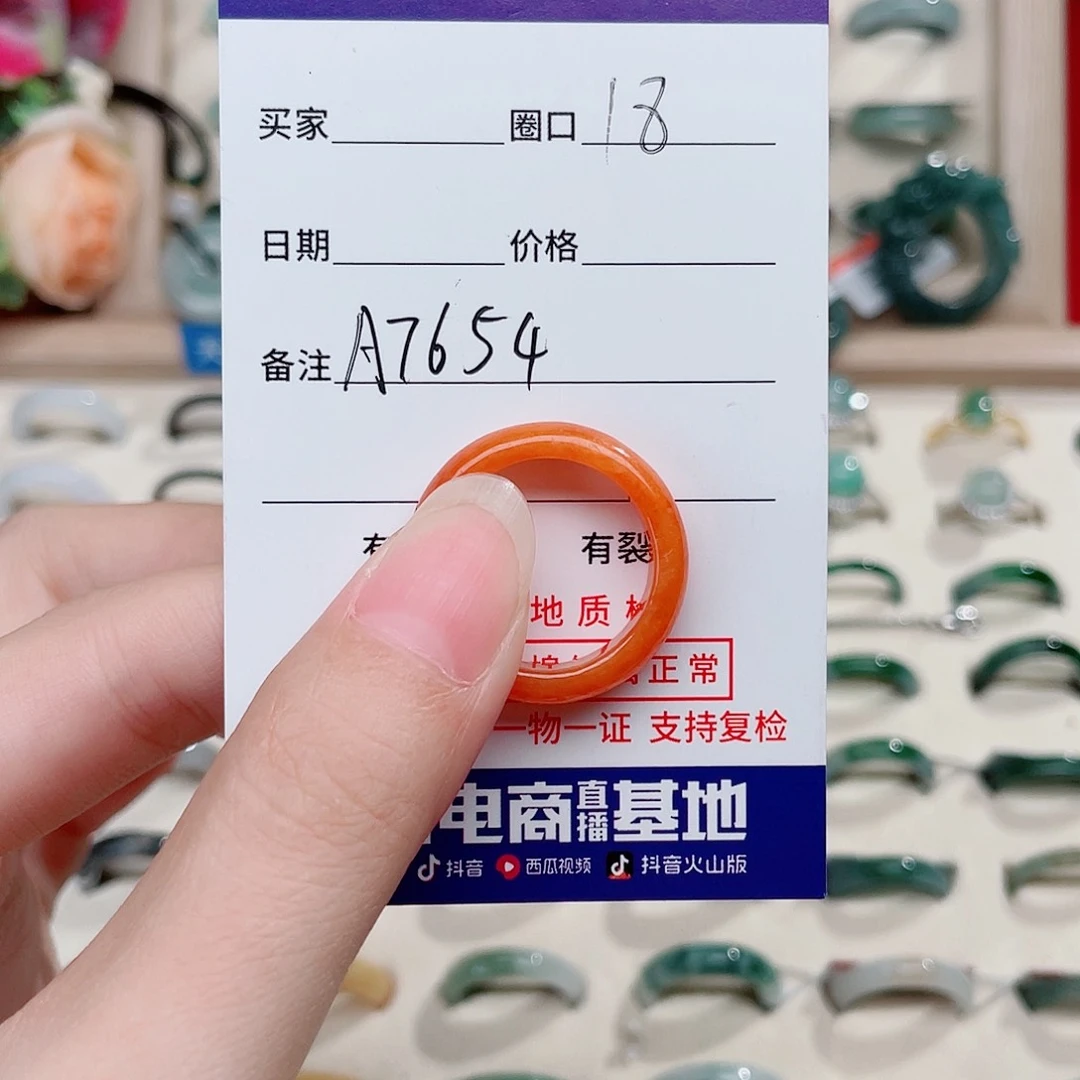 买家 圈口 18
日期 价格
备注 A7654
有 有裂
地质
正常
一物一证 支持复检
电商直播基地
抖音 西瓜视频 抖音火山版